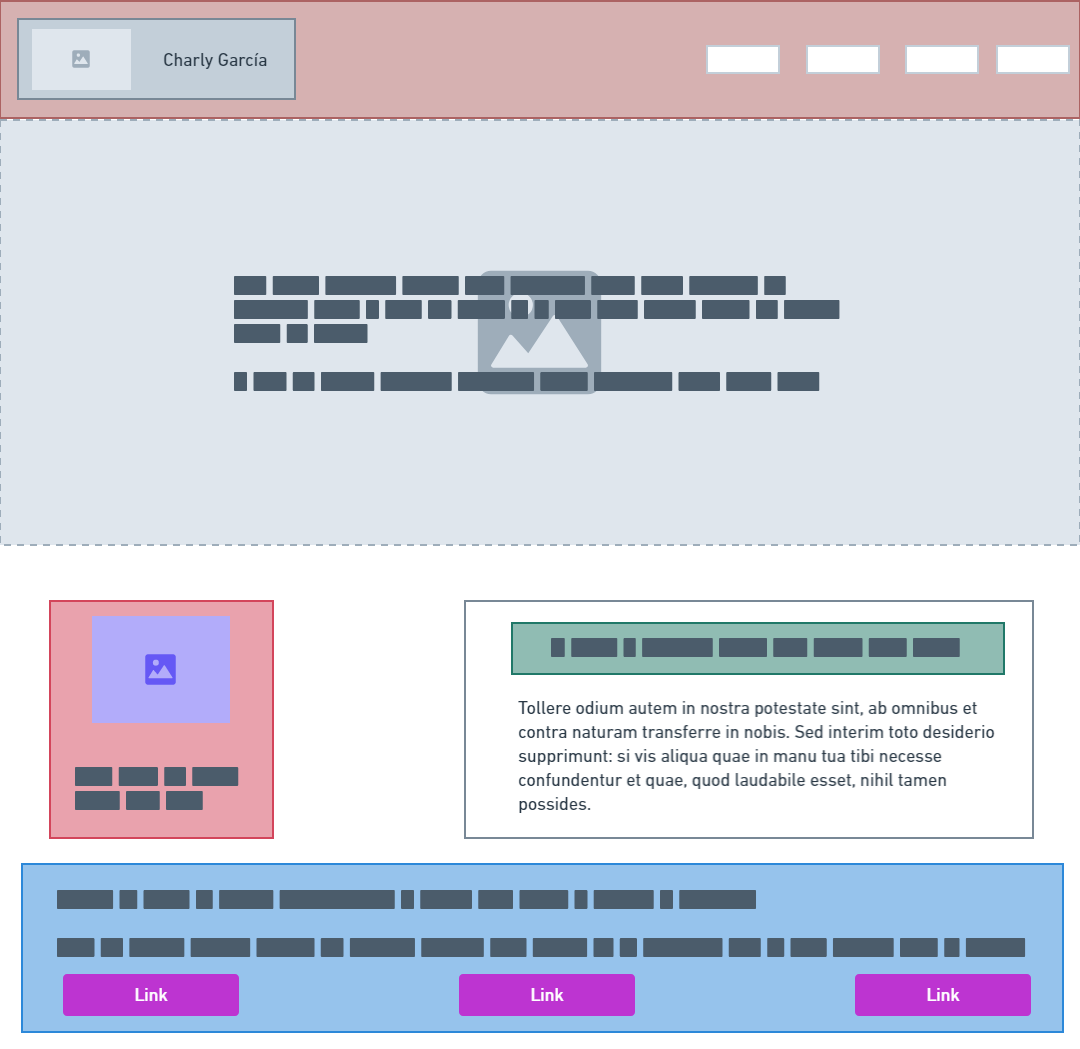 Charly García
Tollere odium autem in nostra potestate sint, ab omnibus et
contra naturam transferre in nobis. Sed interim toto desiderio
supprimunt: si vis aliqua quae in manu tua tibi necesse
confundentur et quae, quod laudabile esset, nihil tamen
possides.
Link
Link
Link